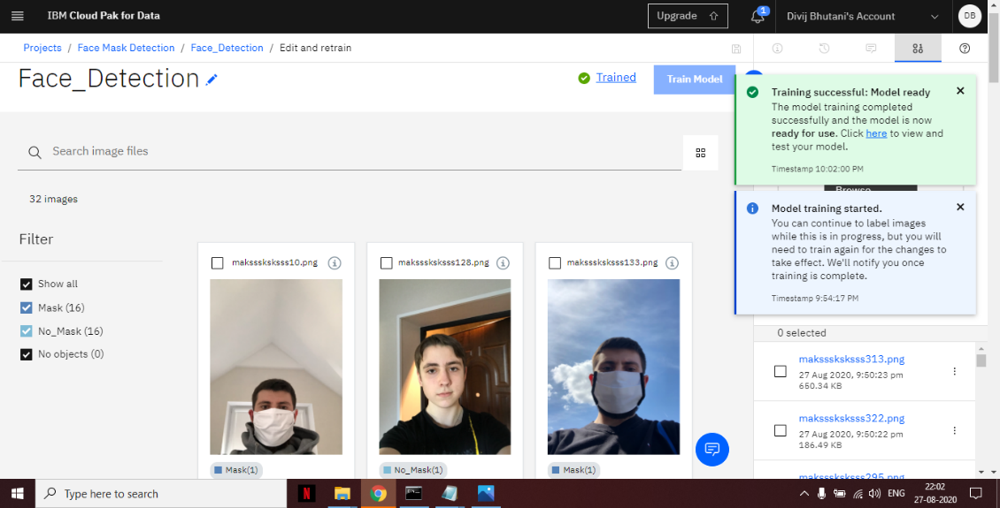 IBM Cloud Pak for Data
Upgrade
1
Divij Bhutani's Account
DB
Projects / Face Mask Detection / Face_Detection / Edit and retrain
Face_Detection
Trained
Train Model
Training successful: Model ready
The model training completed
successfully and the model is now
ready for use. Click here to view and
test your model.
Timestamp 10:02:00 PM
Browse
Model training started.
You can continue to label images
while this is in progress, but you will
need to train again for the changes to
take effect. We'll notify you once
training is complete.
Timestamp 9:54:17 PM
Search image files
32 images
Filter
Show all
Mask (16)
No_Mask (16)
No objects (0)
maksssksksss10.png
maksssksksss128.png
maksssksksss133.png
Mask(1)
No_Mask(1)
Mask(1)
0 selected
maksssksksss313.png
27 Aug 2020, 9:50:23 pm
650.34 KB
maksssksksss322.png
27 Aug 2020, 9:50:22 pm
186.49 KB
maksssksksss295.png
Type here to search
N
ENG
22:02
27-08-2020